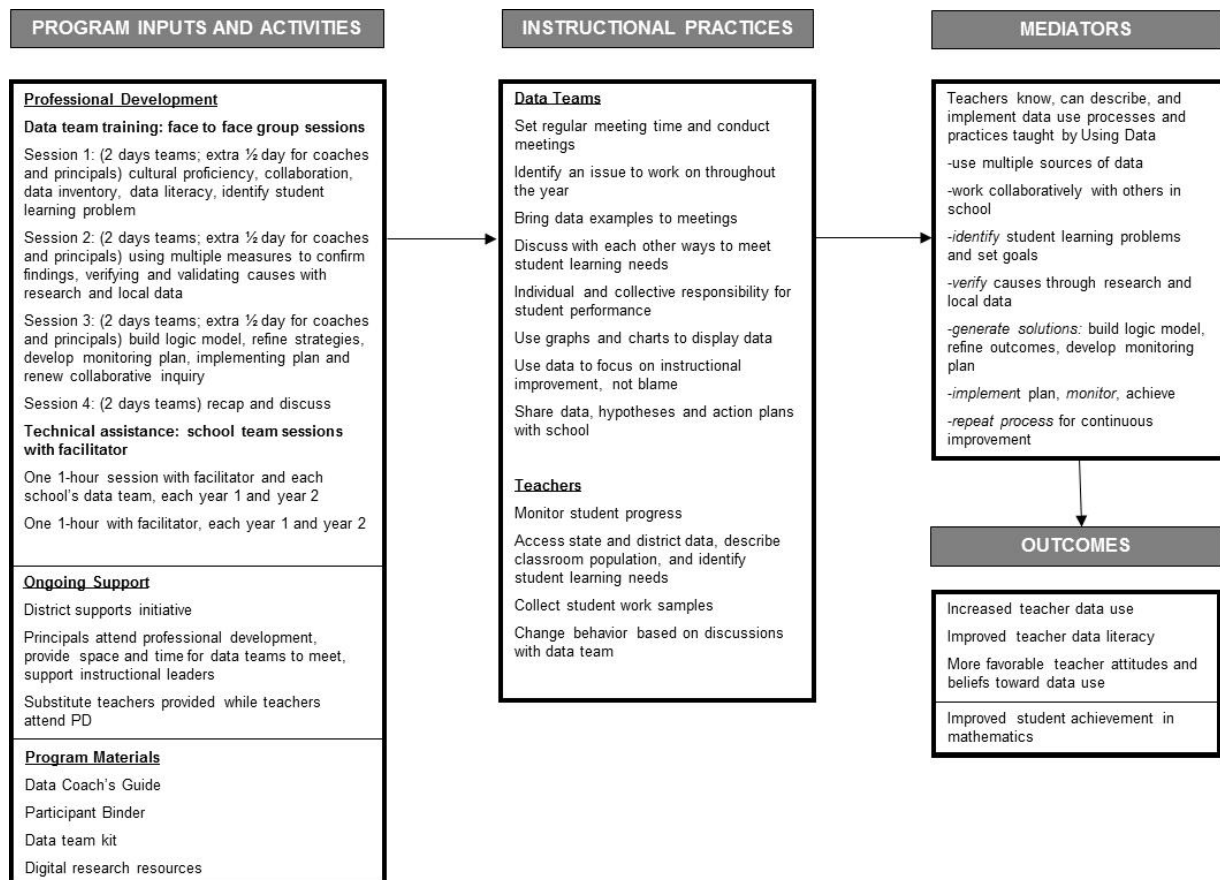 PROGRAM INPUTS AND ACTIVITIES
Professional Development
Data team training: face to face group sessions
Session 1: (2 days teams; extra ½ day for coaches
and principals) cultural proficiency, collaboration,
data inventory, data literacy, identify student
learning problem
Session 2: (2 days teams; extra ½ day for coaches
and principals) using multiple measures to confirm
findings, verifying and validating causes with
research and local data
Session 3: (2 days teams; extra ½ day for coaches
and principals) build logic model, refine strategies,
develop monitoring plan, implementing plan and
renew collaborative inquiry
Session 4: (2 days teams) recap and discuss
Technical assistance: school team sessions
with facilitator
One 1-hour session with facilitator and each
school's data team, each year 1 and year 2
One 1-hour with facilitator, each year 1 and year 2
Ongoing Support
District supports initiative
Principals attend professional development,
provide space and time for data teams to meet,
support instructional leaders
Substitute teachers provided while teachers
attend PD
Program Materials
Data Coach's Guide
Participant Binder
Data team kit
Digital research resources
INSTRUCTIONAL PRACTICES
Data Teams
Set regular meeting time and conduct
meetings
Identify an issue to work on throughout
the year
Bring data examples to meetings
Discuss with each other ways to meet
student learning needs
Individual and collective responsibility for
student performance
Use graphs and charts to display data
Use data to focus on instructional
improvement, not blame
Share data, hypotheses and action plans
with school
Teachers
Monitor student progress
Access state and district data, describe
classroom population, and identify
student learning needs
Collect student work samples
Change behavior based on discussions
with data team
MEDIATORS
Teachers know, can describe, and
implement data use processes and
practices taught by Using Data
-use multiple sources of data
-work collaboratively with others in
school
-identify student learning problems
and set goals
-verify causes through research and
local data
-generate solutions: build logic model,
refine outcomes, develop monitoring
plan
-implement plan, monitor, achieve
-repeat process for continuous
improvement
OUTCOMES
Increased teacher data use
Improved teacher data literacy
More favorable teacher attitudes and
beliefs toward data use
Improved student achievement in
mathematics